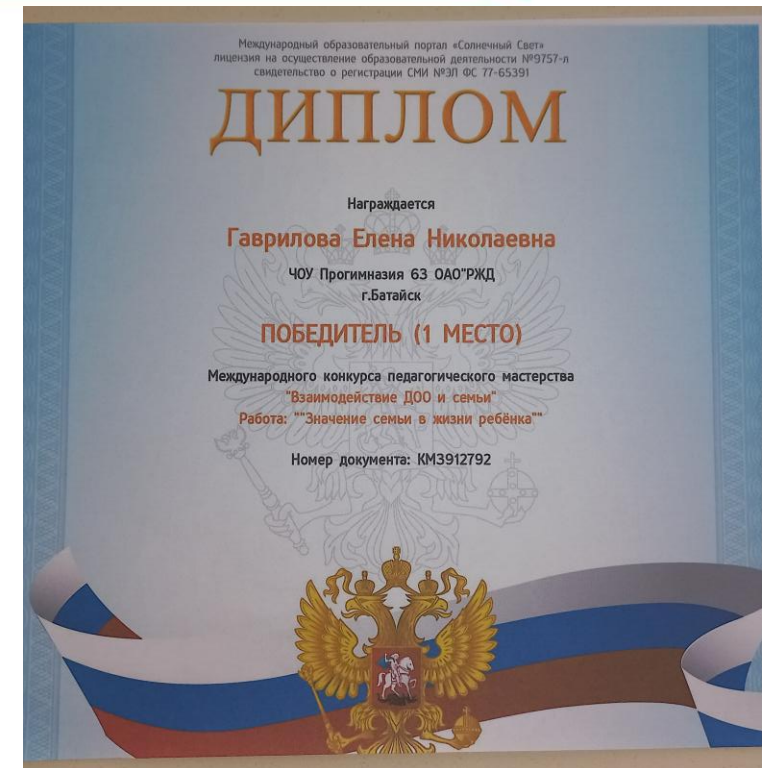 Международный образовательный портал «Солнечный Свет»
лицензия на осуществление образовательной деятельности №9757-л
свидетельство о регистрации СМИ №ЭЛ ФС 77-65391
ДИПЛОМ
Награждается
Гаврилова Елена Николаевна
ЧОУ Прогимназия 63 ОАО"РЖД
г.Батайск
ПОБЕДИТЕЛЬ (1 МЕСТО)
Международного конкурса педагогического мастерства
"Взаимодействие ДОО и семьи"
Работа: ""Значение семьи в жизни ребёнка""
Номер документа: КМ3912792